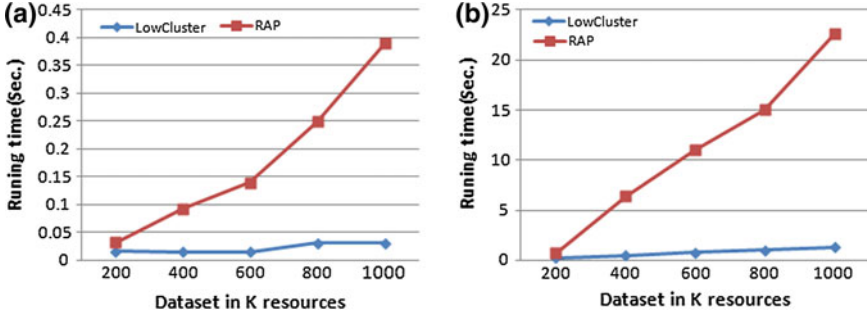 (a)
LowCluster
RAP
Runing time(Sec.)
0.45
0.4
0.35
0.3
0.25
0.2
0.15
0.1
0.05
0
200 400 600 800 1000
Dataset in K resources
(b)
LowCluster
RAP
Runing time(Sec.)
25
20
15
10
5
0
200 400 600 800 1000
Dataset in K resources